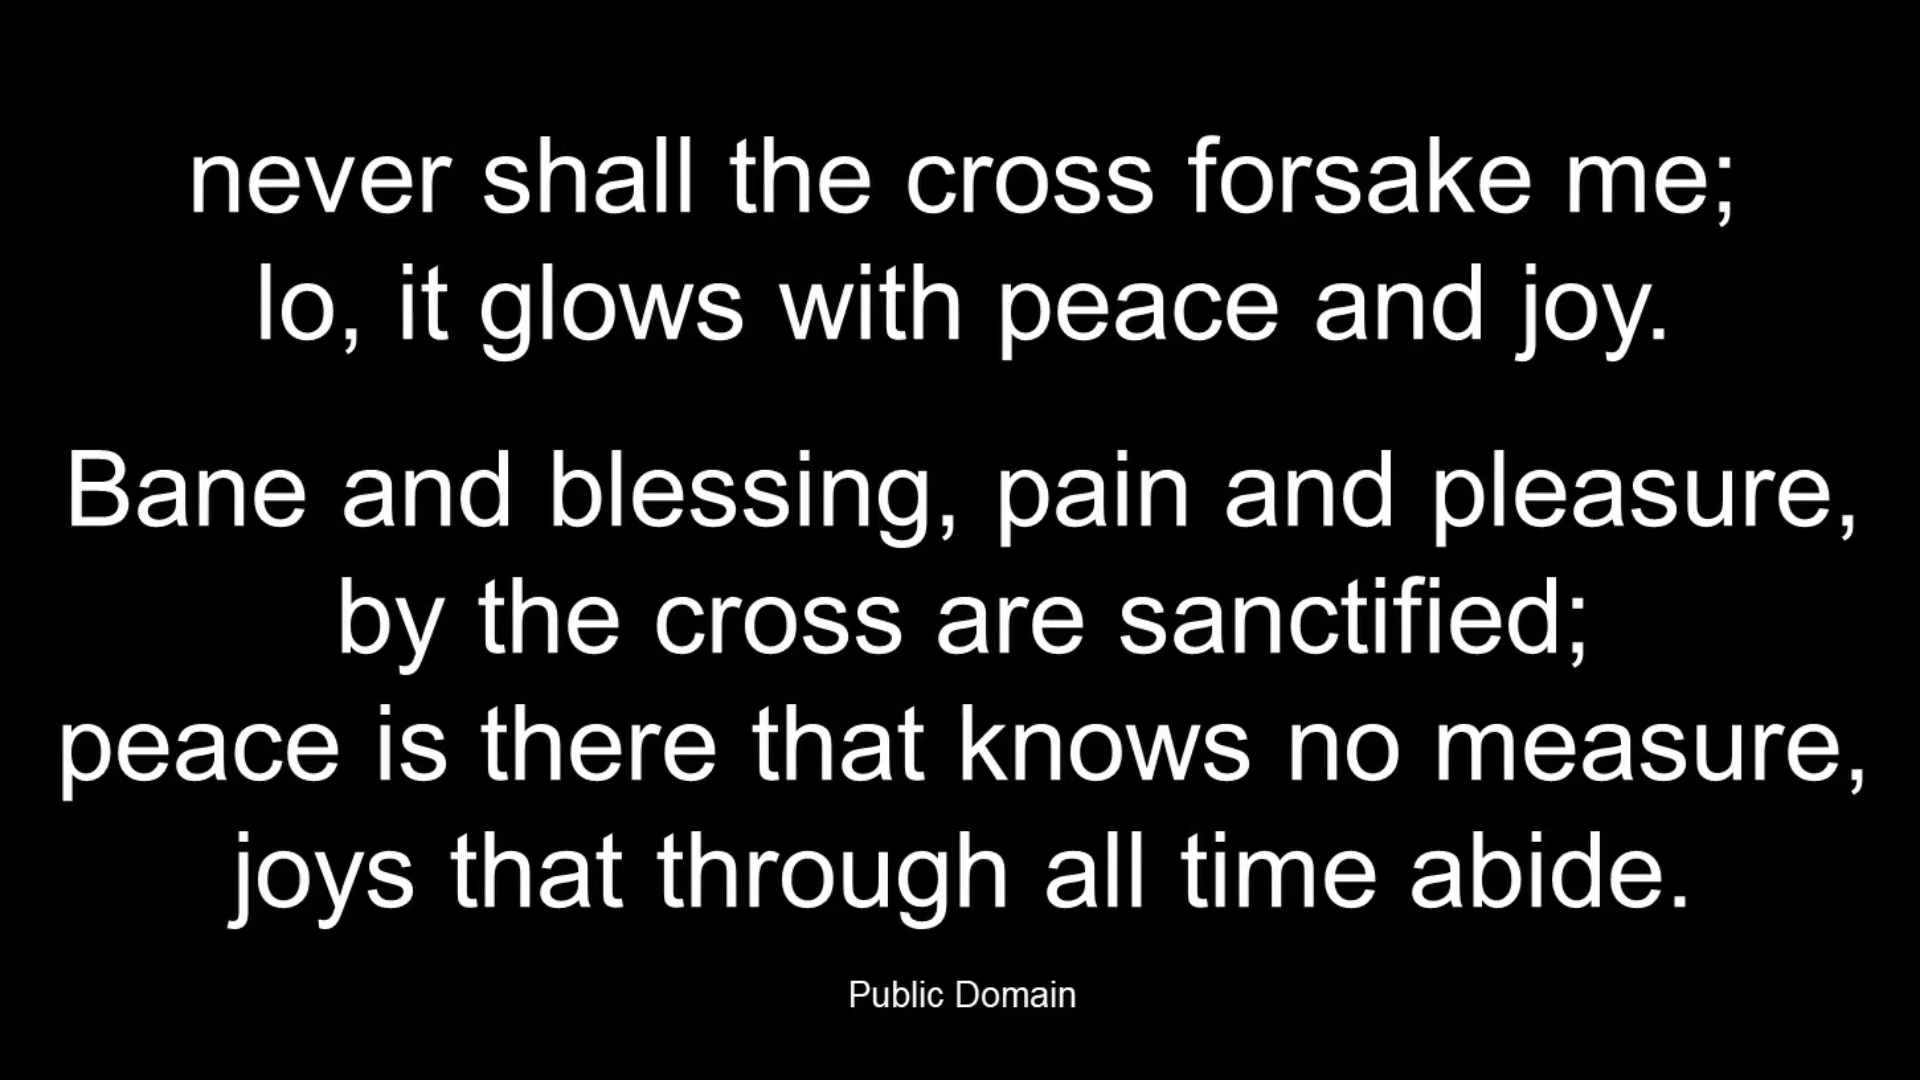 never shall the cross forsake me;
lo, it glows with peace and joy.
Bane and blessing, pain and pleasure,
by the cross are sanctified;
peace is there that knows no measure,
joys that through all time abide.
Public Domain